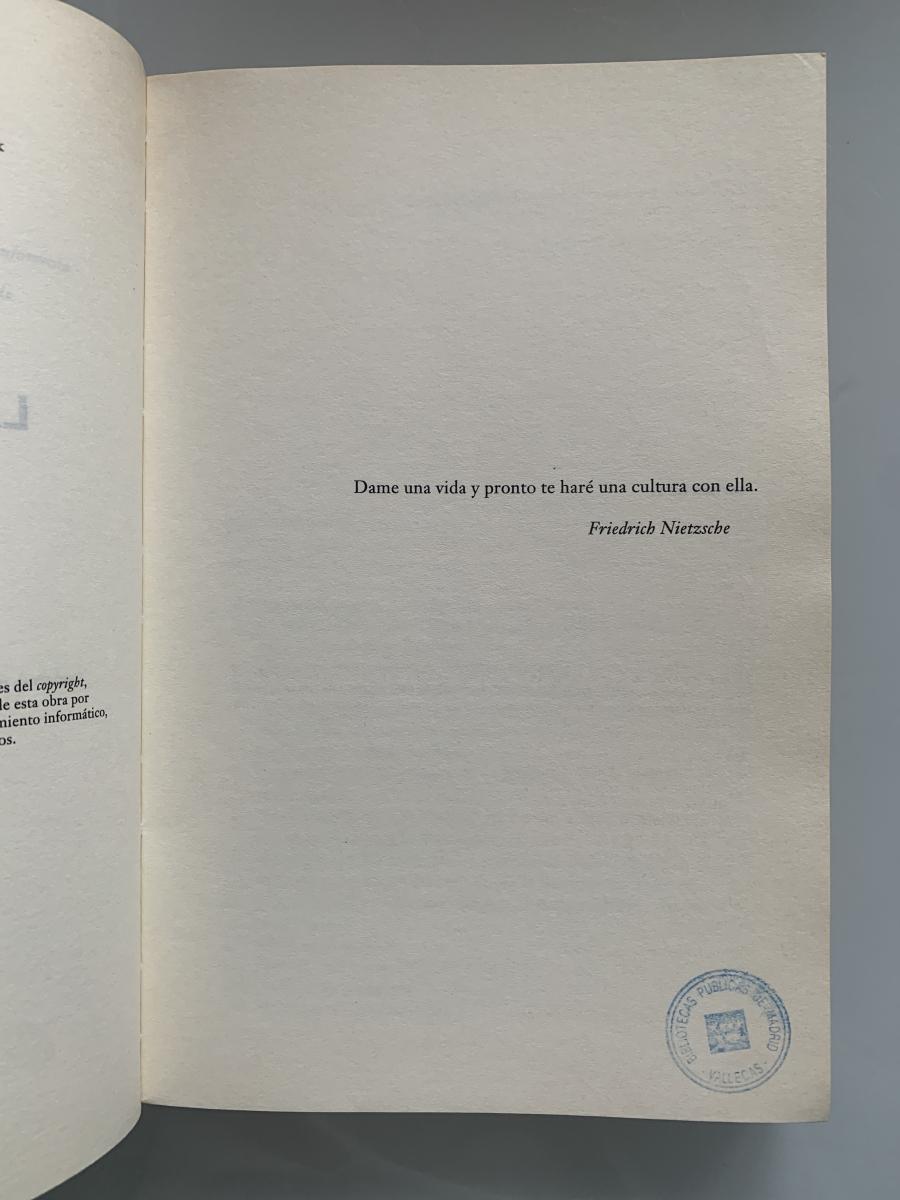 es del copyright,
de esta obra por
miento informático,
os.
Dame una vida y pronto te haré una cultura con ella.
Friedrich Nietzsche
BIBLIOTECAS PUBLICAS DE MADRID
- VALLECAS -